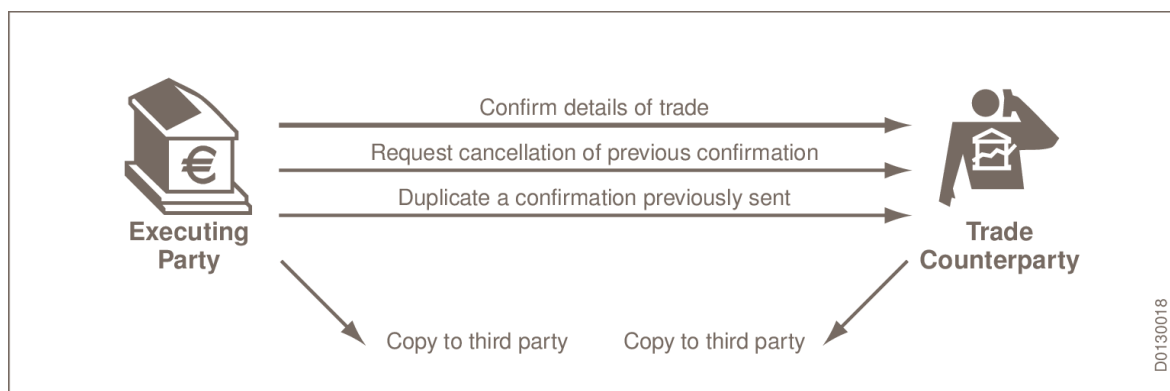 Confirm details of trade
Request cancellation of previous confirmation
€
Duplicate a confirmation previously sent
Executing
Party
Trade
Counterparty
Copy to third party
Copy to third party
D0130018